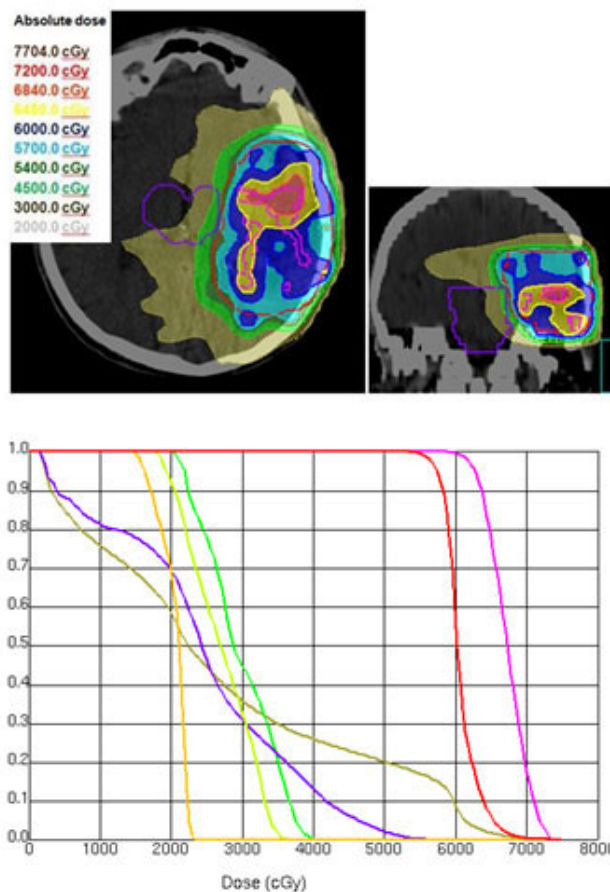 Absolute dose
7704.0 cGy
7200.0 cGy
6840.0 cGy
6480.0 cGy
6000.0 cGy
5700.0 cGy
5400.0 cGy
4500.0 cGy
3000.0 cGy
2000.0 cGy
1.0
0.9
0.8
0.7
0.6
0.5
0.4
0.3
0.2
0.1
0.0
0 1000 2000 3000 4000 5000 6000 7000 8000
Dose (cGy)